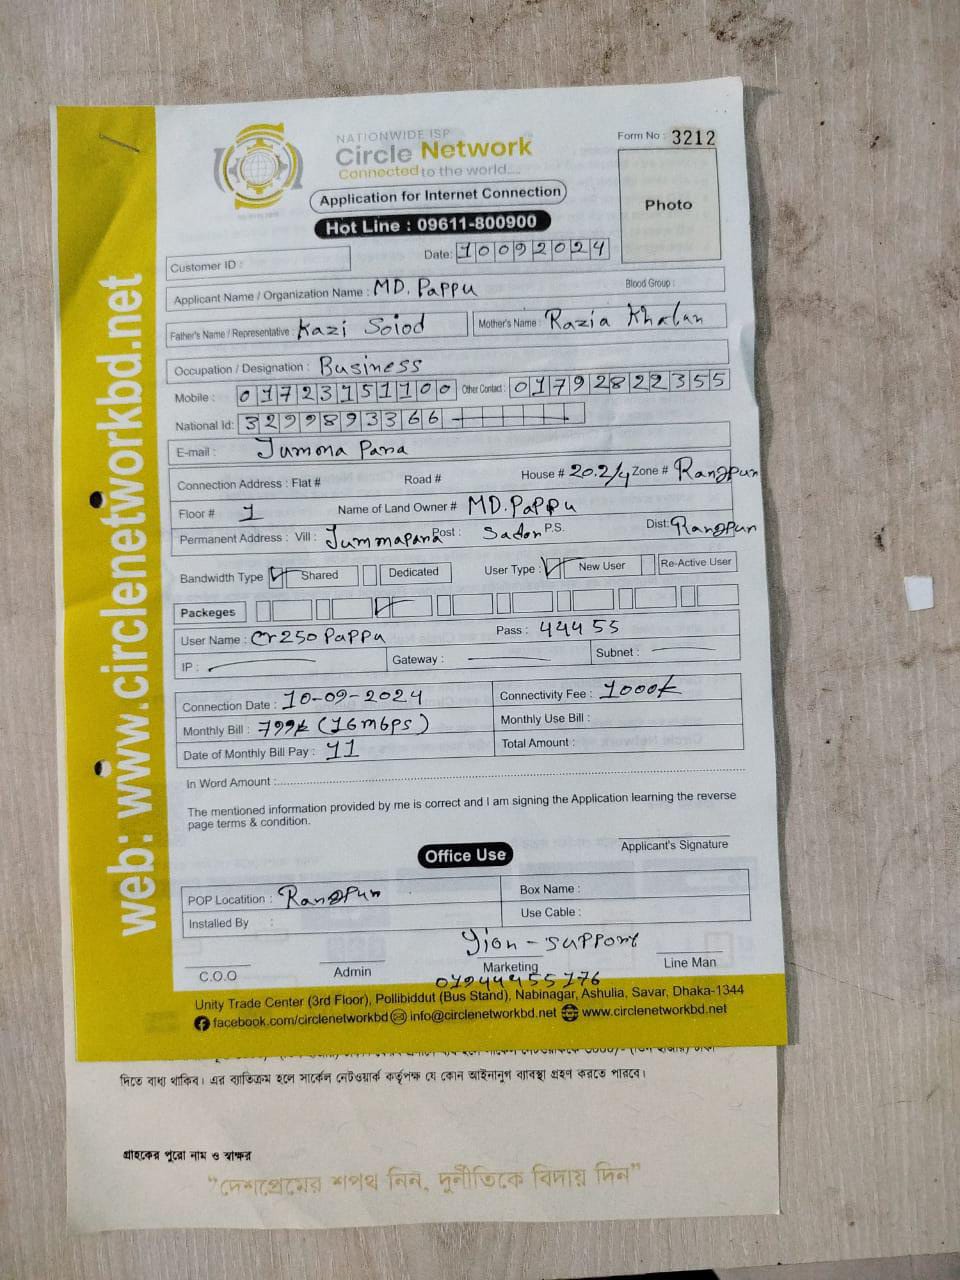 NATIONWIDE ISP
Circle Network
Connected to the world....
Form No : 3212
Photo
Application for Internet Connection
Hot Line : 09611-800900
Date: 10092024
Customer ID :
Applicant Name / Organization Name : MD. Pappu Blood Group :
Father's Name / Representative : Kazi Soiod Mother's Name : Razia Khatun
Occupation / Designation : Business
Mobile : 01723151100 Other Contact : 01792822355
National Id: 3299893366
E-mail : Jumma Para
Connection Address : Flat # Road # House # 20.2/4 Zone # Rangpur
Floor # 1 Name of Land Owner # MD. Pappu
Permanent Address : Vill : Jummapara Post : Sador P.S. Dist: Rangpur
Bandwidth Type Shared Dedicated User Type : New User Re-Active User
Packeges
User Name : Cr250Pappu Pass : 44455
IP : Gateway : Subnet :
Connection Date : 10-09-2024 Connectivity Fee : 1000৳
Monthly Bill : 799৳ (16mbps) Monthly Use Bill :
Date of Monthly Bill Pay : 11 Total Amount :
In Word Amount :
The mentioned information provided by me is correct and I am signing the Application learning the reverse
page terms & condition.
Applicant's Signature
Office Use
POP Locatition : Rangpur Box Name :
Installed By : Use Cable :
support
C.O.O Admin Marketing Line Man
Unity Trade Center (3rd Floor), Pollibiddut (Bus Stand), Nabinagar, Ashulia, Savar, Dhaka-1344
facebook.com/circlenetworkbd info@circlenetworkbd.net www.circlenetworkbd.net
web: www.circlenetworkbd.net
দিতে বাধ্য থাকিব। এর ব্যতিক্রম হলে সার্কেল নেটওয়ার্ক কর্তৃপক্ষ যে কোন আইনানুগ ব্যাবস্থা গ্রহণ করতে পারবে।
গ্রাহকের পুরো নাম ও স্বাক্ষর
"দেশপ্রেমের শপথ নিন, দুর্নীতিকে বিদায় দিন"